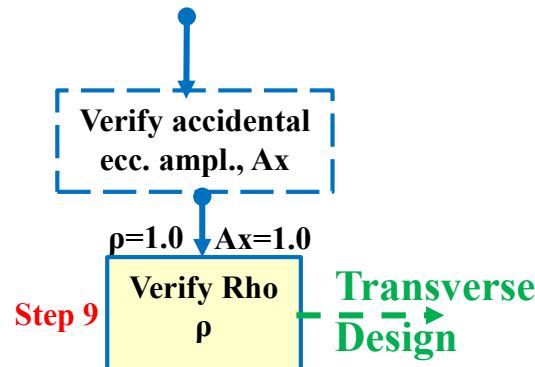 Verify accidental
ecc. ampl., Ax
ρ=1.0 Ax=1.0
Verify Rho
ρ
Step 9
Transverse
Design